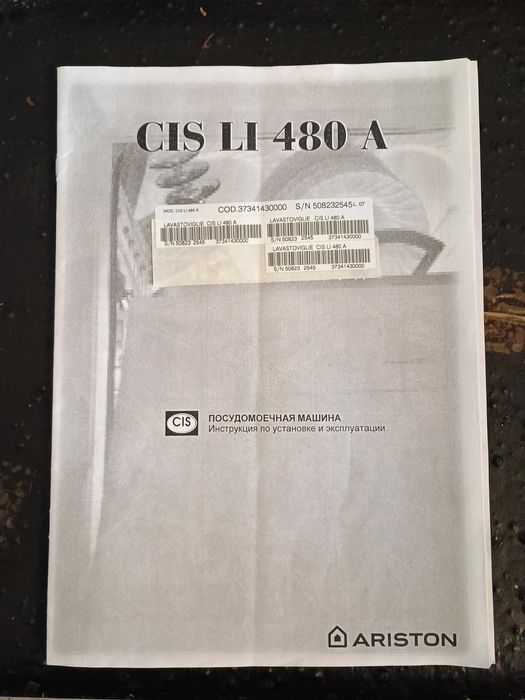 CIS LI 480 A
MOD. CIS LI 480 A COD.37341430000 S/N 508232545 L 07
LAVASTOVIGLIE CIS LI 480 A
S/N 50823 2545 37341430000
LAVASTOVIGLIE CIS LI 480 A
S/N 50823 2545 37341430000
LAVASTOVIGLIE CIS LI 480 A
S/N 50823 2545 37341430000
CIS
ПОСУДОМОЕЧНАЯ МАШИНА
Инструкция по установке и эксплуатации
ARISTON